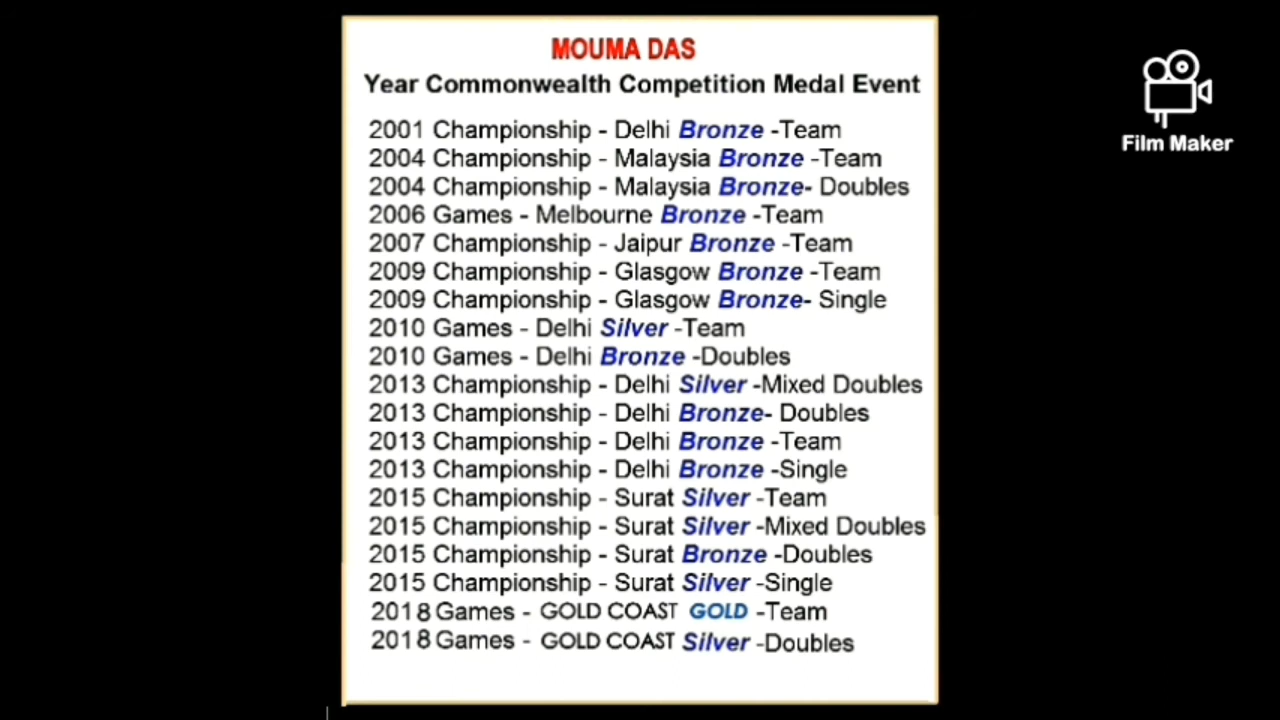 MOUMA DAS
Year Commonwealth Competition Medal Event
2001 Championship - Delhi Bronze -Team
2004 Championship - Malaysia Bronze -Team
2004 Championship - Malaysia Bronze- Doubles
2006 Games - Melbourne Bronze -Team
2007 Championship - Jaipur Bronze -Team
2009 Championship - Glasgow Bronze -Team
2009 Championship - Glasgow Bronze- Single
2010 Games - Delhi Silver -Team
2010 Games - Delhi Bronze -Doubles
2013 Championship - Delhi Silver -Mixed Doubles
2013 Championship - Delhi Bronze- Doubles
2013 Championship - Delhi Bronze -Team
2013 Championship - Delhi Bronze -Single
2015 Championship - Surat Silver -Team
2015 Championship - Surat Silver -Mixed Doubles
2015 Championship - Surat Bronze -Doubles
2015 Championship - Surat Silver -Single
2018 Games - GOLD COAST GOLD -Team
2018 Games - GOLD COAST Silver -Doubles
Film Maker